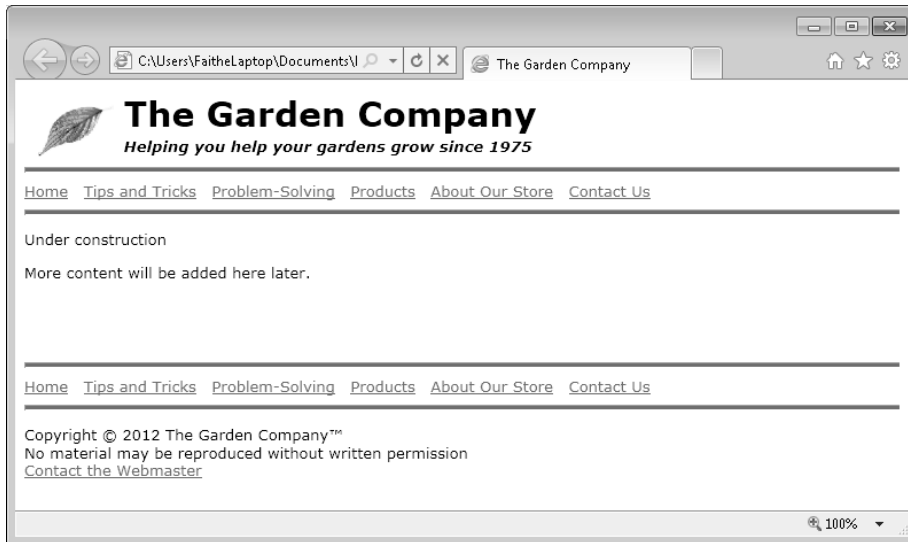 C:\Users\FaitheLaptop\Documents\
The Garden Company
The Garden Company
Helping you help your gardens grow since 1975
Home Tips and Tricks Problem-Solving Products About Our Store Contact Us
Under construction
More content will be added here later.
Home Tips and Tricks Problem-Solving Products About Our Store Contact Us
Copyright © 2012 The Garden Company™
No material may be reproduced without written permission
Contact the Webmaster
100%